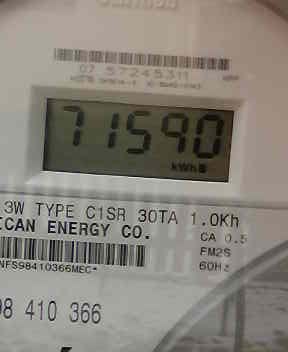 07 57245311
71590
kWh
3W TYPE C1SR 30TA 1.0Kh
ICAN ENERGY CO.
CA 0.5
FM2S
60Hz
NFS98410366MEC*
98 410 366